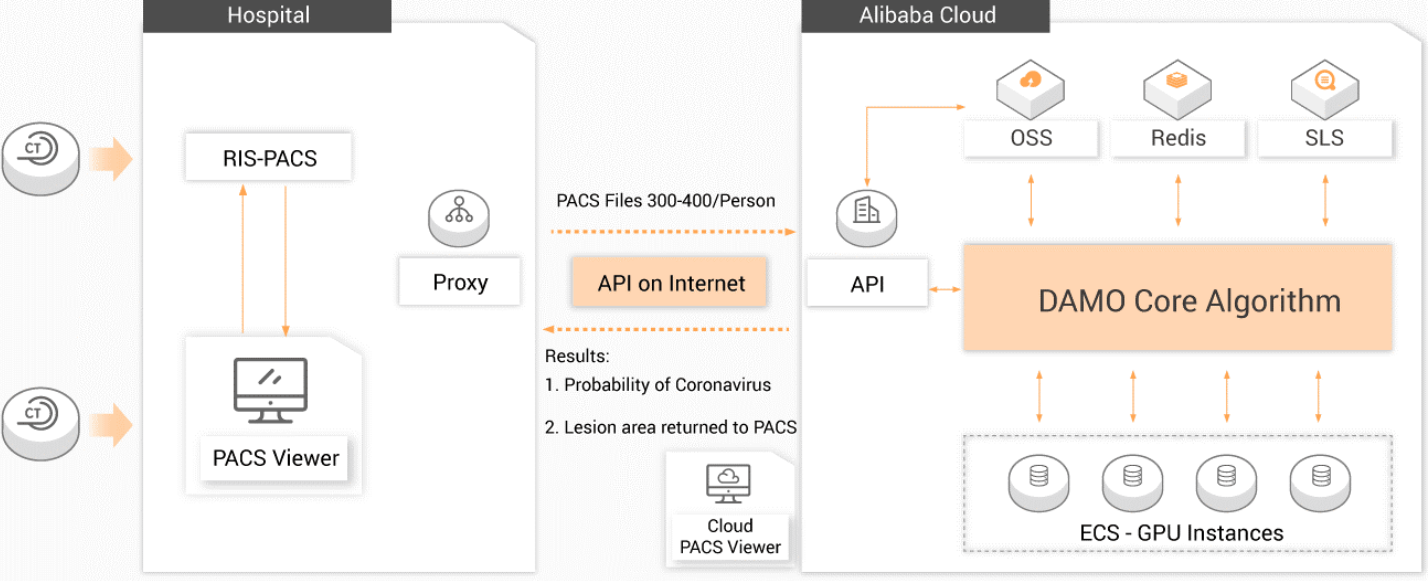 Hospital
Alibaba Cloud
CT
RIS-PACS
Proxy
CT
PACS Viewer
PACS Files 300-400/Person
API on Internet
Results:
1. Probability of Coronavirus
2. Lesion area returned to PACS
Cloud
PACS Viewer
OSS
Redis
SLS
API
DAMO Core Algorithm
ECS - GPU Instances